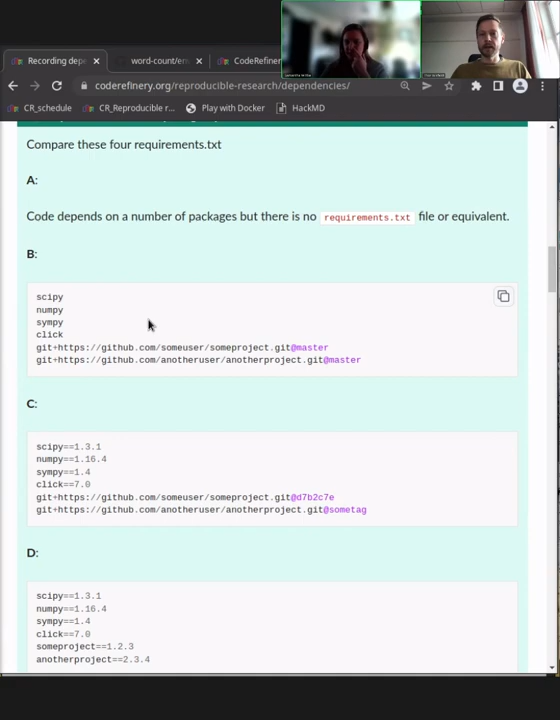 Recording depe
word-count/en
CodeRefiner
coderefinery.org/reproducible-research/dependencies/
CR_schedule
CR_Reproducible r...
Play with Docker
HackMD
Compare these four requirements.txt
A:
Code depends on a number of packages but there is no requirements.txt file or equivalent.
B:
scipy
numpy
sympy
click
git+https://github.com/someuser/someproject.git@master
git+https://github.com/anotheruser/anotherproject.git@master
C:
scipy==1.3.1
numpy==1.16.4
sympy==1.4
click==7.0
git+https://github.com/someuser/someproject.git@d7b2c7e
git+https://github.com/anotheruser/anotherproject.git@sometag
D:
scipy==1.3.1
numpy==1.16.4
sympy==1.4
click==7.0
someproject==1.2.3
anotherproject==2.3.4